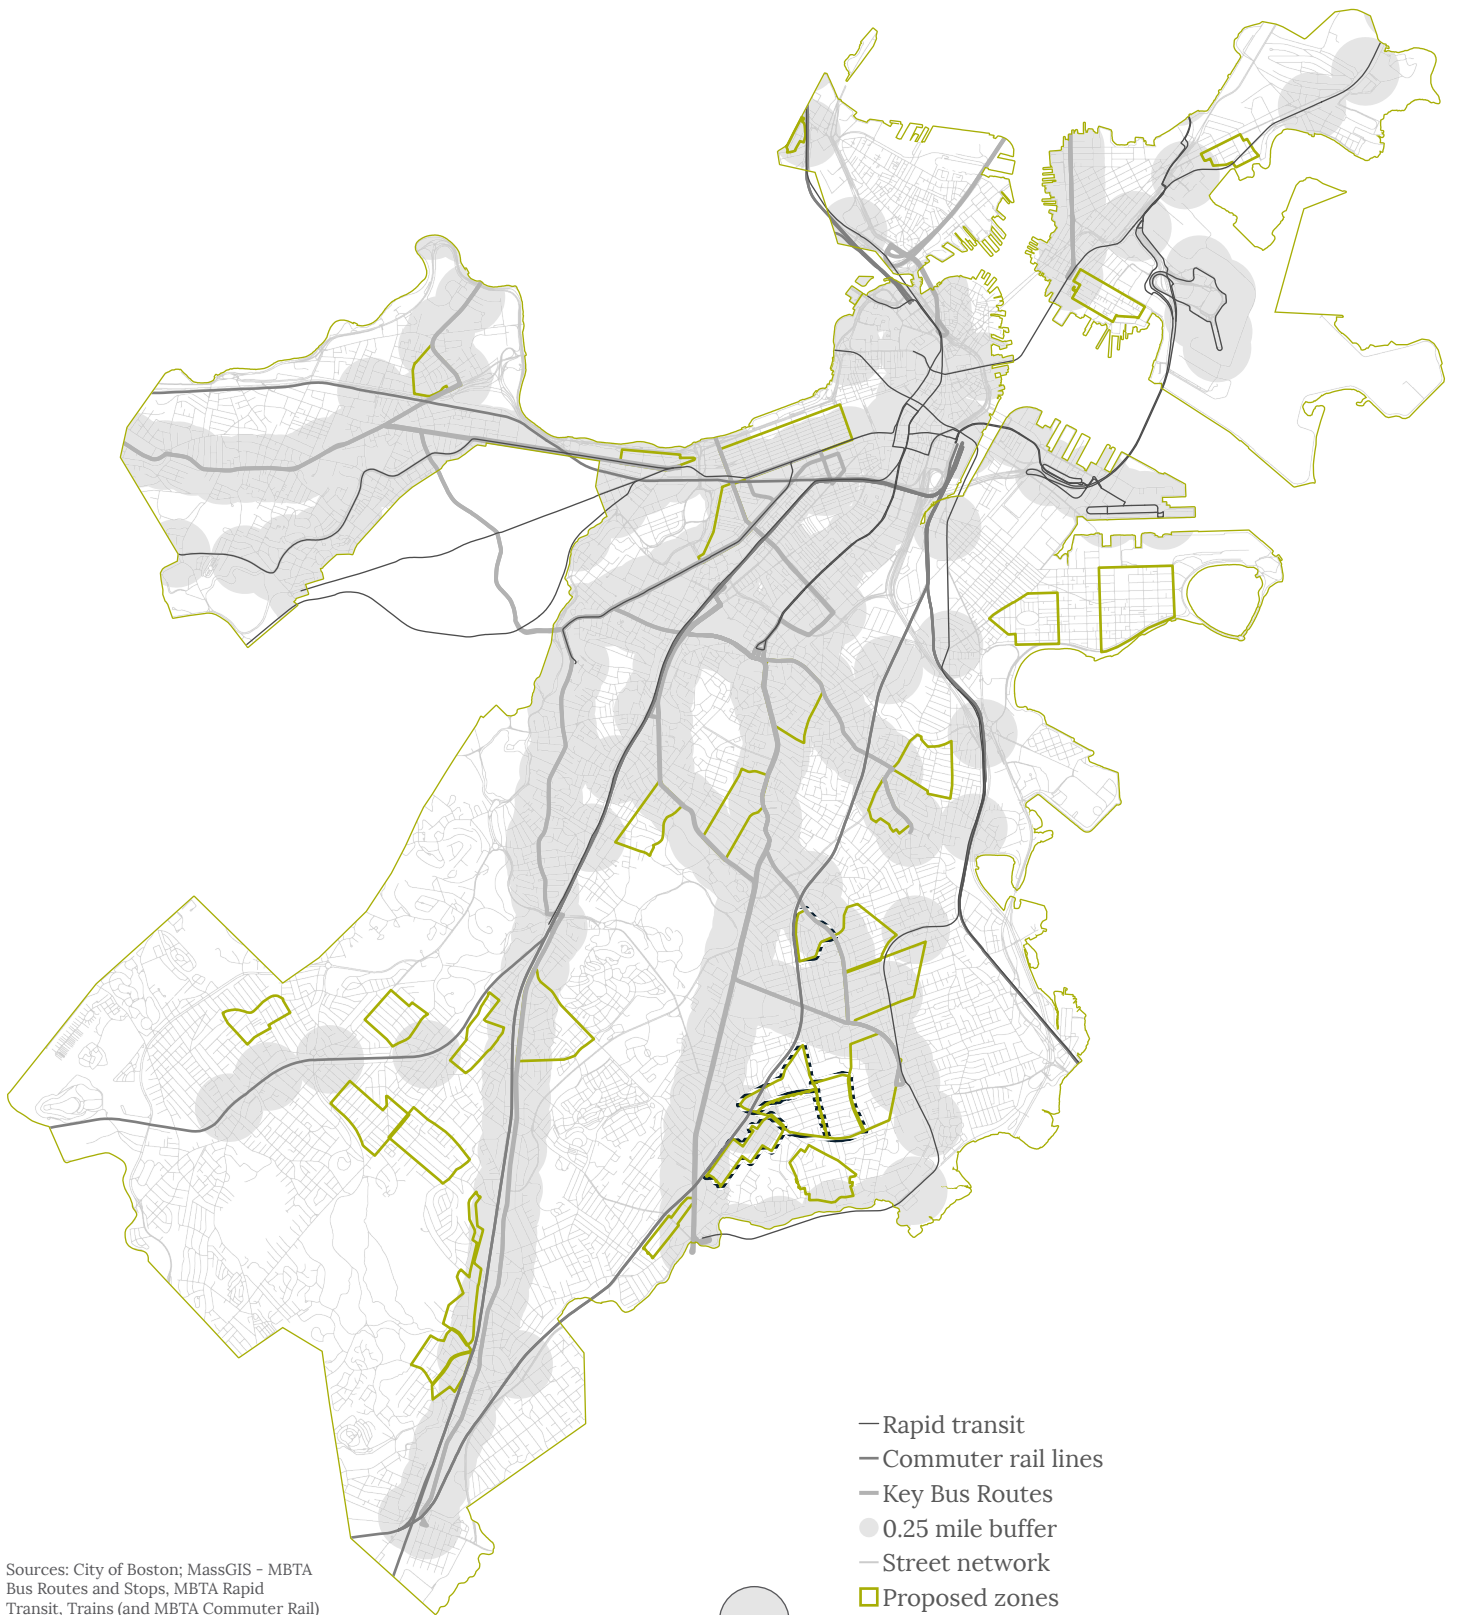 Rapid transit
Commuter rail lines
Key Bus Routes
0.25 mile buffer
Street network
Proposed zones
Sources: City of Boston; MassGIS - MBTA
Bus Routes and Stops, MBTA Rapid
Transit, Trains (and MBTA Commuter Rail)